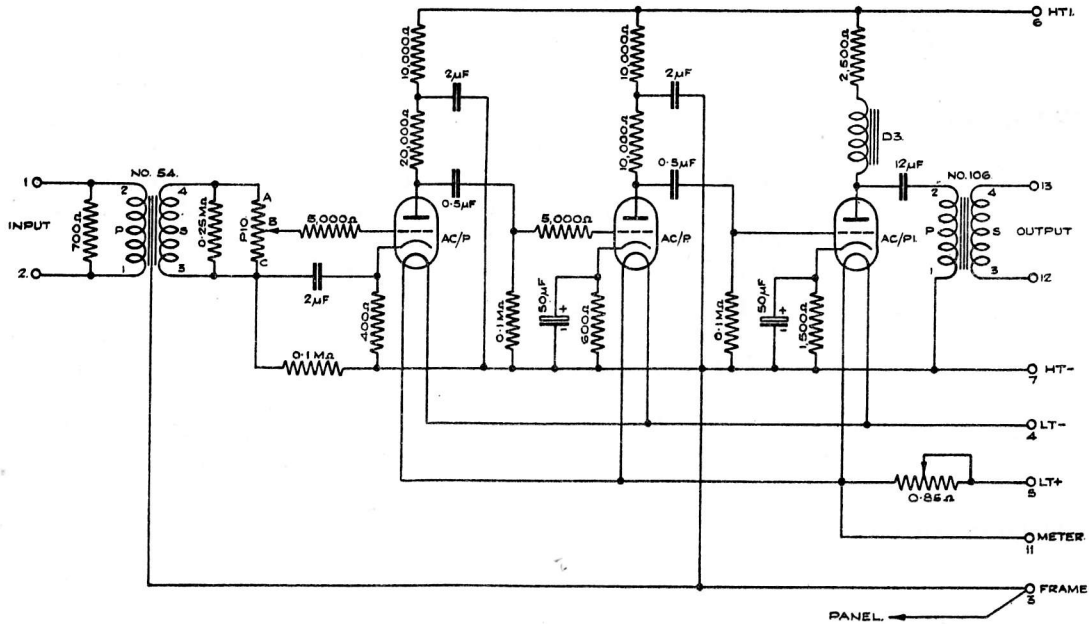 HT1.
6
10,000Ω
2µF
10,000Ω
2µF
2,500Ω
20,000Ω
10,000Ω
D3.
NO. 54.
0·5µF
0·5µF
12µF
NO. 106.
1
2
4
A
2
4
13
INPUT
700Ω
P
S
0·25MΩ
P10.
B
5,000Ω
AC/P.
5,000Ω
AC/P.
AC/P1.
P
S
OUTPUT
2.
1
3
C
2µF
1
3
12
400Ω
0·1MΩ
50µF
+
600Ω
0·1MΩ
50µF
+
1,500Ω
0·1MΩ
HT-
7
LT-
4
0·85Ω
LT+
5
METER.
11
FRAME
3
PANEL.